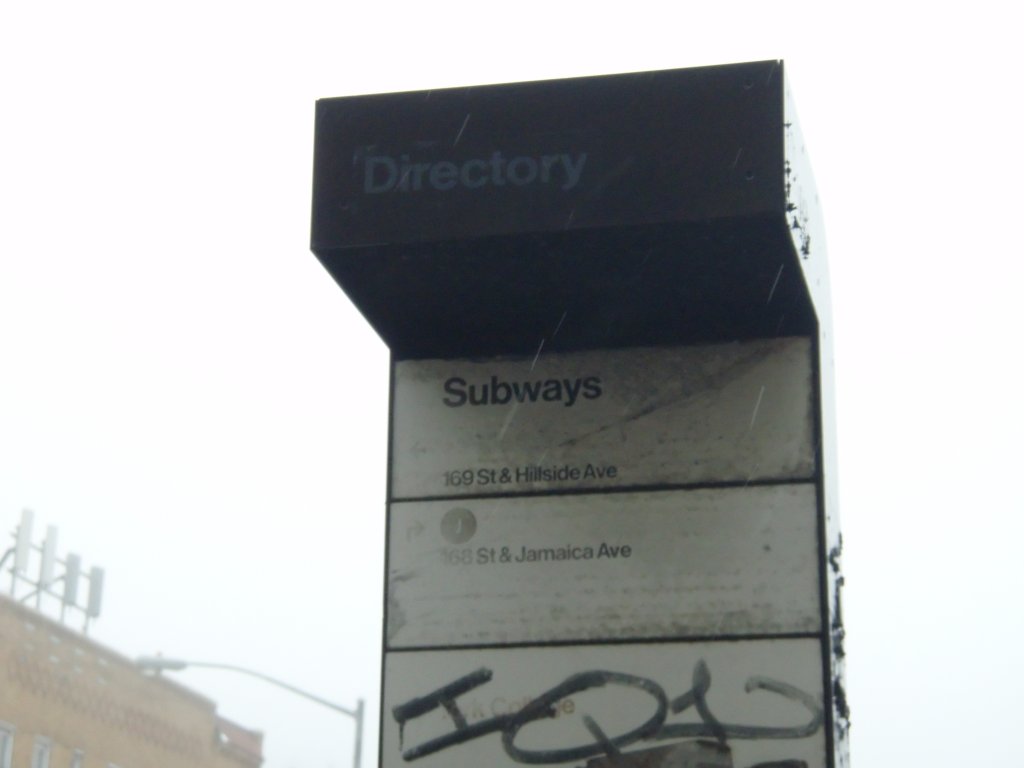 Directory
Subways
169 St & Hillside Ave
J
168 St & Jamaica Ave